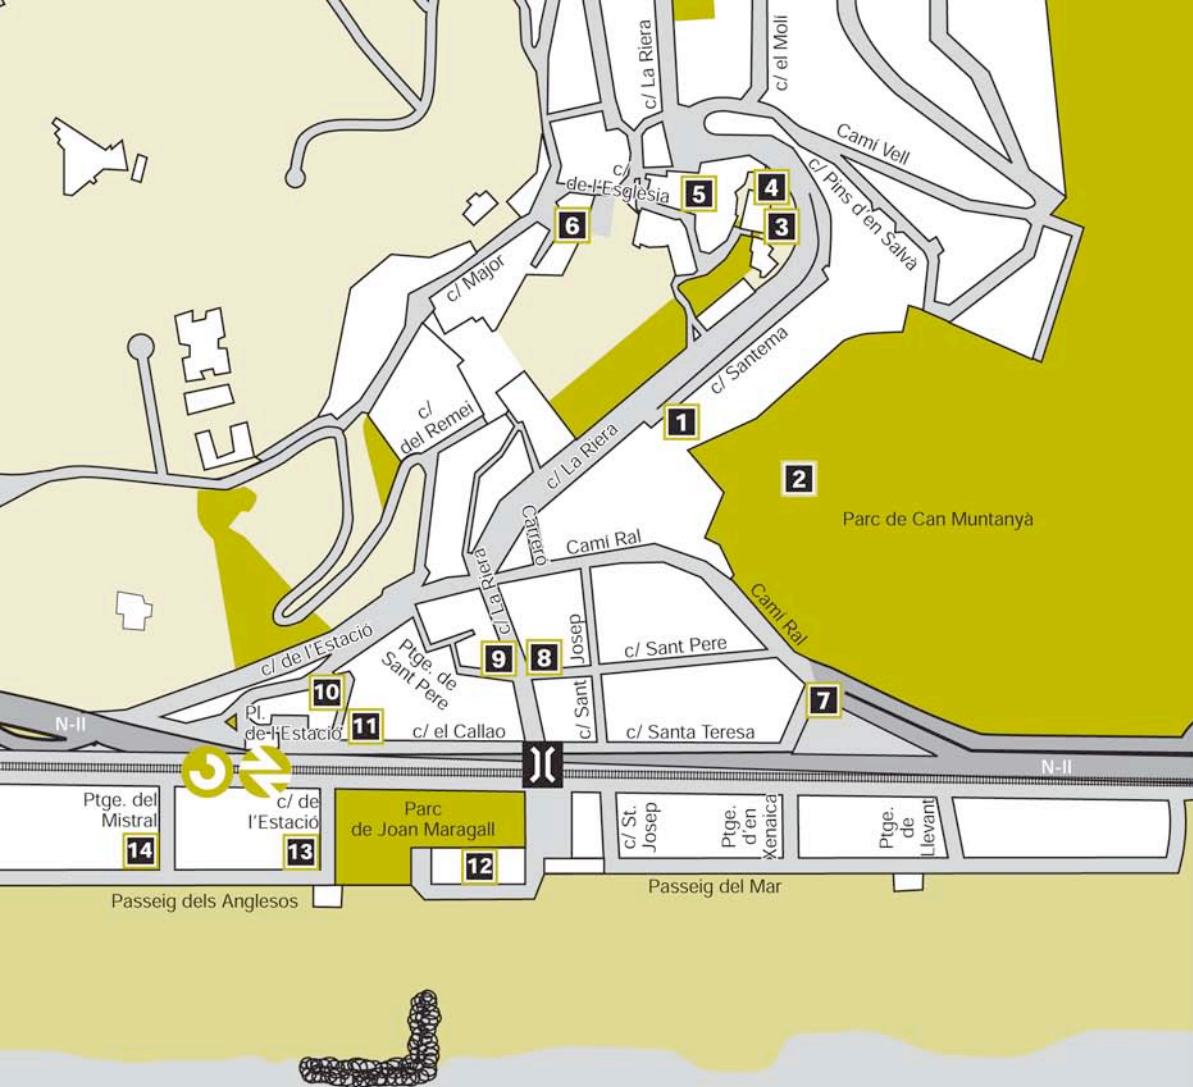 c/ La Riera
c/ el Molí
Camí Vell
c/ Pins d'en Salvà
c/
de l'Església
5
4
3
6
c/ Major
c/ Santema
c/
del Remei
1
c/ La Riera
2
Parc de Can Muntanyà
Carreró
Camí Ral
c/ La Riera
Camí Ral
c/ de l'Estació
Ptge. de
Sant Pere
9
8
c/ Sant Josep
c/ Sant Pere
10
7
Pl.
de l'Estació
11
c/ el Callao
c/ Santa Teresa
N-II
N-II
Ptge. del
Mistral
14
c/ de
l'Estació
13
Parc
de Joan Maragall
12
c/ St.
Josep
Ptge.
d'en
Xenaica
Ptge.
de
Llevant
Passeig dels Anglesos
Passeig del Mar